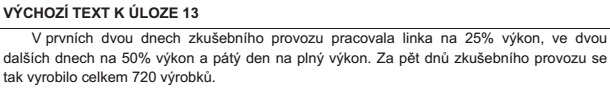 VÝCHOZÍ TEXT K ÚLOZE 13
V prvních dvou dnech zkušebního provozu pracovala linka na 25% výkon, ve dvou
dalších dnech na 50% výkon a pátý den na plný výkon. Za pět dnů zkušebního provozu se
tak vyrobilo celkem 720 výrobků.